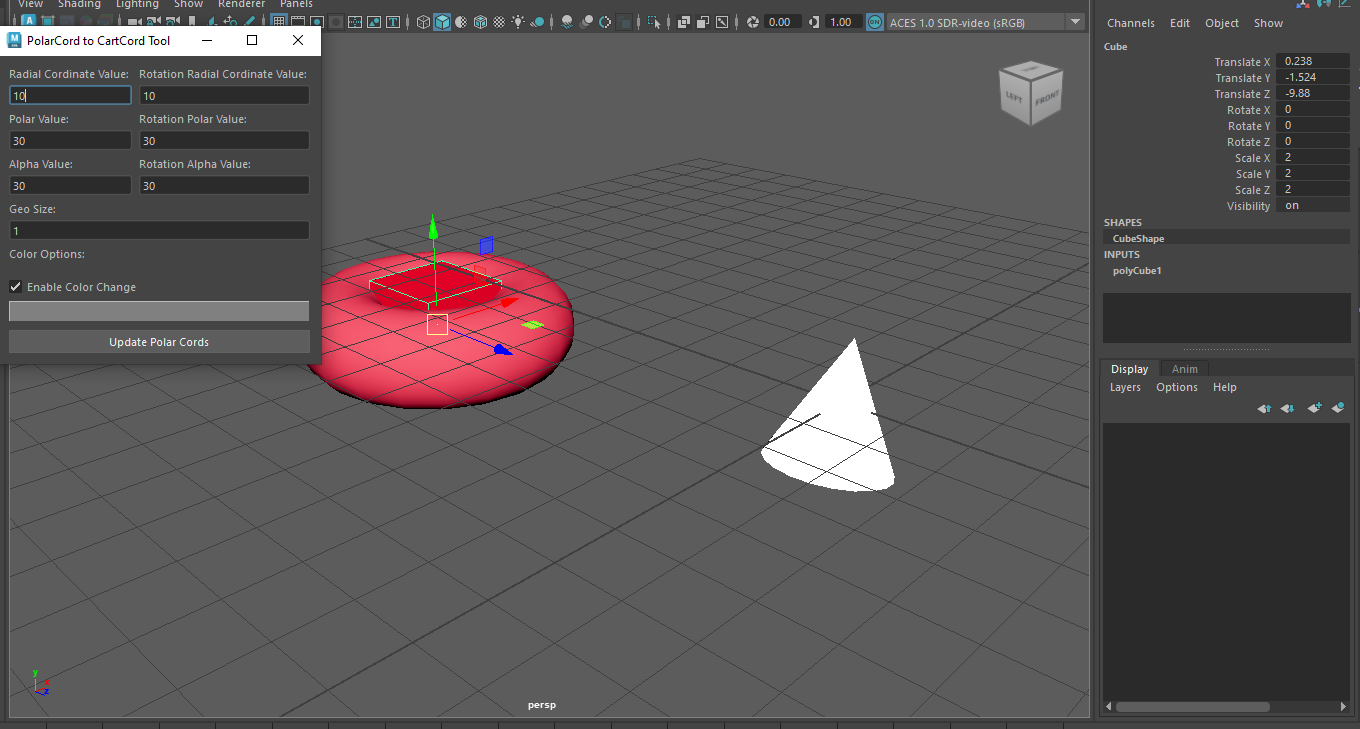 View Shading Lighting Show Renderer Panels
0.00 1.00 ON ACES 1.0 SDR-video (sRGB)
PolarCord to CartCord Tool
Radial Cordinate Value: Rotation Radial Cordinate Value:
10 10
Polar Value: Rotation Polar Value:
30 30
Alpha Value: Rotation Alpha Value:
30 30
Geo Size:
1
Color Options:
Enable Color Change
Update Polar Cords
LEFT FRONT
persp
y
x
z
Channels Edit Object Show
Cube
Translate X 0.238
Translate Y -1.524
Translate Z -9.88
Rotate X 0
Rotate Y 0
Rotate Z 0
Scale X 2
Scale Y 2
Scale Z 2
Visibility on
SHAPES
CubeShape
INPUTS
polyCube1
Display Anim
Layers Options Help